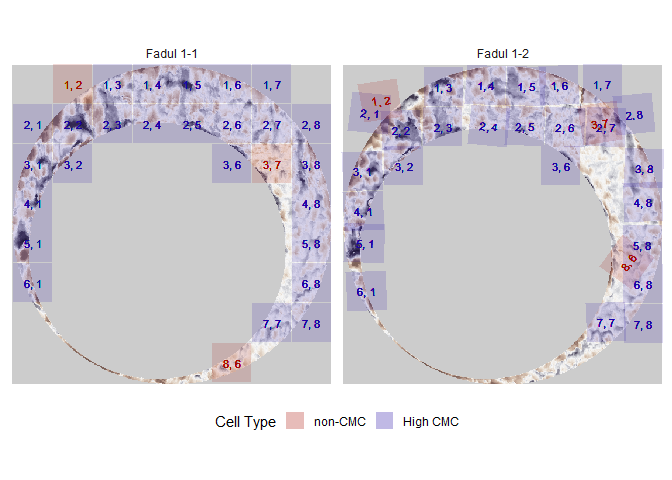 Fadul 1-1
1, 2 1, 3 1, 4 1, 5 1, 6 1, 7
2, 1 2, 2 2, 3 2, 4 2, 5 2, 6 2, 7 2, 8
3, 1 3, 2 3, 6 3, 7 3, 8
4, 1 4, 8
5, 1 5, 8
6, 1 6, 8
7, 7 7, 8
8, 6
Fadul 1-2
1, 2 1, 3 1, 4 1, 5 1, 6 1, 7
2, 1 2, 2 2, 3 2, 4 2, 5 2, 6 2, 7 2, 8
3, 1 3, 2 3, 6 3, 7 3, 8
4, 1 4, 8
5, 1 5, 8
6, 1 8, 6 6, 8
7, 7 7, 8
Cell Type non-CMC High CMC